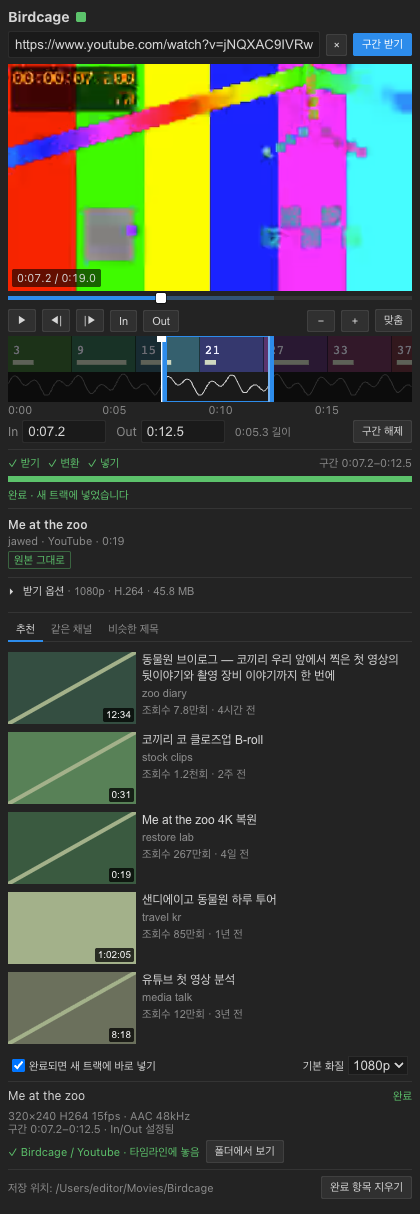 Birdcage
https://www.youtube.com/watch?v=jNQXAC9IVRw × 구간 받기
00:00:07.200
0:07.2 / 0:19.0
In Out − + 맞춤
3 9 15 21 27 33 37
0:00 0:05 0:10 0:15
In 0:07.2 Out 0:12.5 0:05.3 길이 구간 해제
✓ 받기 ✓ 변환 ✓ 넣기 구간 0:07.2–0:12.5
완료 · 새 트랙에 넣었습니다
Me at the zoo
jawed · YouTube · 0:19
원본 그대로
받기 옵션 · 1080p · H.264 · 45.8 MB
추천 같은 채널 비슷한 제목
동물원 브이로그 — 코끼리 우리 앞에서 찍은 첫 영상의
뒷이야기와 촬영 장비 이야기까지 한 번에
zoo diary
조회수 7.8만회 · 4시간 전
12:34
코끼리 코 클로즈업 B-roll
stock clips
조회수 1.2천회 · 2주 전
0:31
Me at the zoo 4K 복원
restore lab
조회수 267만회 · 4일 전
0:19
샌디에이고 동물원 하루 투어
travel kr
조회수 85만회 · 1년 전
1:02:05
유튜브 첫 영상 분석
media talk
조회수 12만회 · 3년 전
8:18
완료되면 새 트랙에 바로 넣기 기본 화질 1080p
Me at the zoo 완료
320×240 H264 15fps · AAC 48kHz
구간 0:07.2–0:12.5 · In/Out 설정됨
✓ Birdcage / Youtube · 타임라인에 놓음 폴더에서 보기
저장 위치: /Users/editor/Movies/Birdcage 완료 항목 지우기